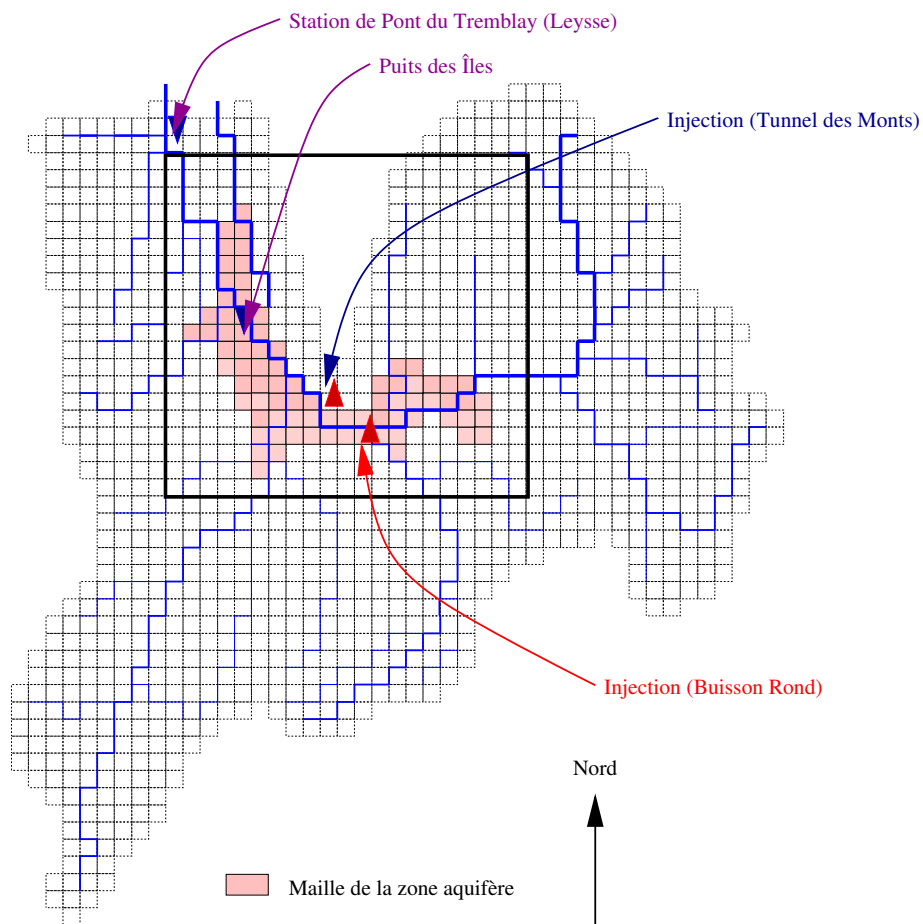 Station de Pont du Tremblay (Leysse)
Puits des Îles
Injection (Tunnel des Monts)
Injection (Buisson Rond)
Nord
Maille de la zone aquifère